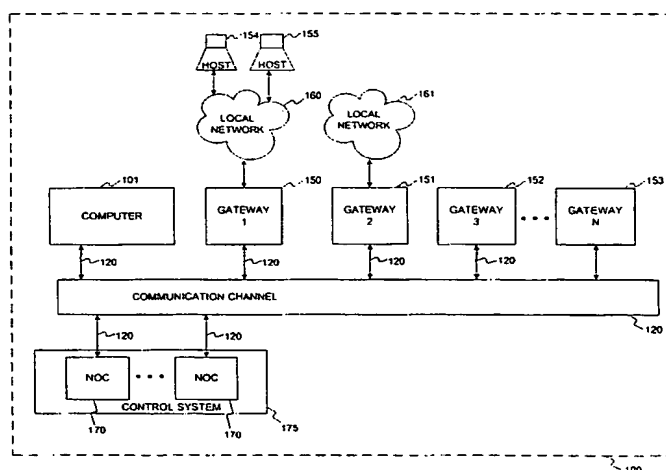 154 155
HOST HOST
160 161
LOCAL NETWORK
LOCAL NETWORK
101 150 151 152 153
COMPUTER
GATEWAY 1
GATEWAY 2
GATEWAY 3
GATEWAY N
120 120 120 120
COMMUNICATION CHANNEL
120
120 120
NOC NOC
CONTROL SYSTEM
170 170 175